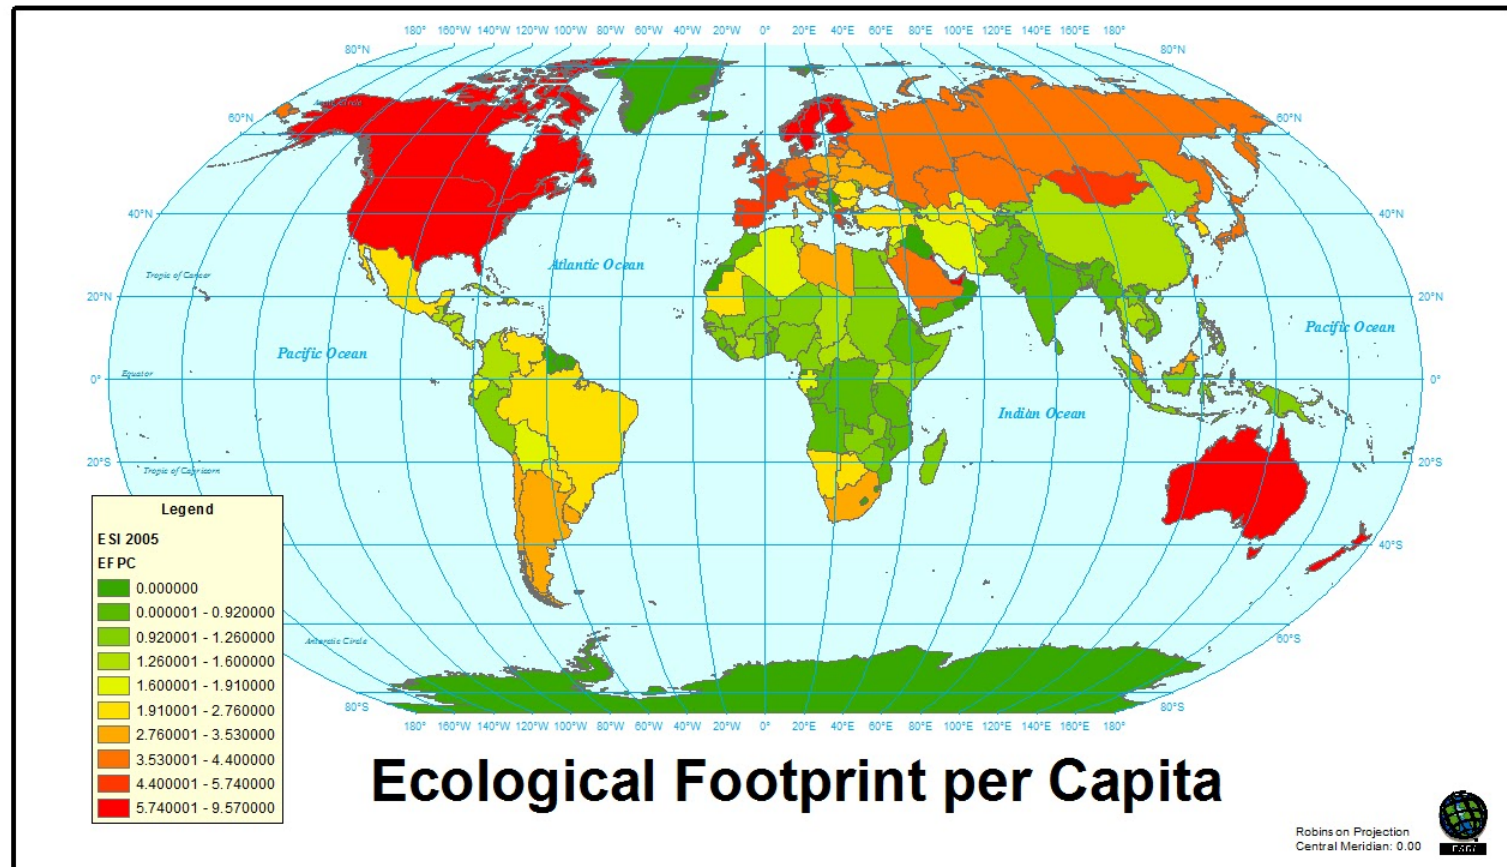 180° 160°W 140°W 120°W 100°W 80°W 60°W 40°W 20°W 0° 20°E 40°E 60°E 80°E 100°E 120°E 140°E 160°E 180°
80°N 80°N
Arctic Circle
60°N 60°N
40°N 40°N
Atlantic Ocean
Tropic of Cancer
20°N 20°N
Pacific Ocean Pacific Ocean
Equator
0° 0°
Indian Ocean
20°S 20°S
Tropic of Capricorn
40°S
60°S
Antarctic Circle
80°S 80°S
180° 160°W 140°W 120°W 100°W 80°W 60°W 40°W 20°W 0° 20°E 40°E 60°E 80°E 100°E 120°E 140°E 160°E 180°
Legend
ESI 2005
EFPC
0.000000
0.000001 - 0.920000
0.920001 - 1.260000
1.260001 - 1.600000
1.600001 - 1.910000
1.910001 - 2.760000
2.760001 - 3.530000
3.530001 - 4.400000
4.400001 - 5.740000
5.740001 - 9.570000
Ecological Footprint per Capita
Robinson Projection
Central Meridian: 0.00